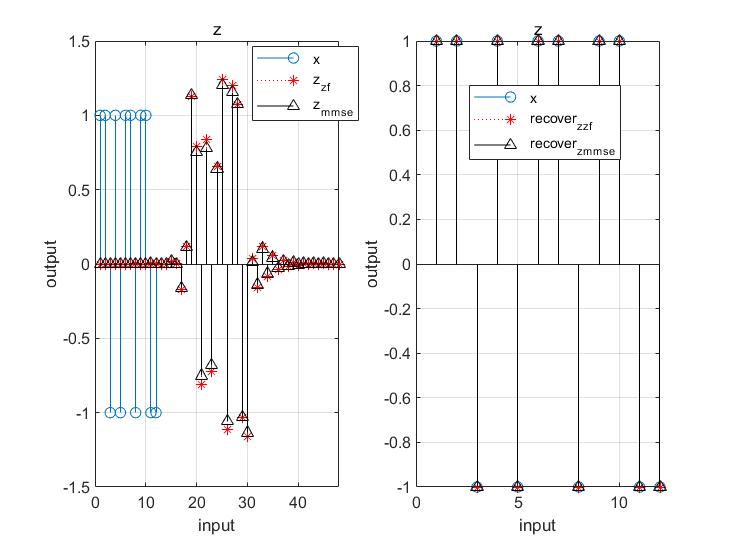 z
1.5
1
0.5
0
-0.5
-1
-1.5
output
0 10 20 30 40
input
x
z_zf
z_mmse
z
1
0.8
0.6
0.4
0.2
0
-0.2
-0.4
-0.6
-0.8
-1
output
0 5 10
input
x
recover_zzf
recover_zmmse